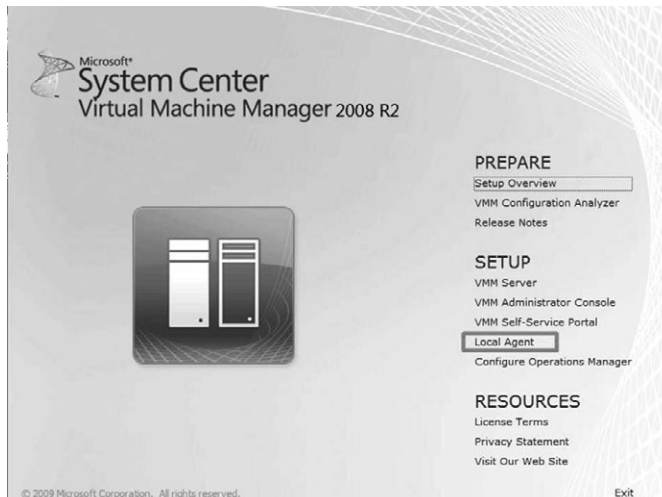 Microsoft®
System Center
Virtual Machine Manager 2008 R2
PREPARE
Setup Overview
VMM Configuration Analyzer
Release Notes
SETUP
VMM Server
VMM Administrator Console
VMM Self-Service Portal
Local Agent
Configure Operations Manager
RESOURCES
License Terms
Privacy Statement
Visit Our Web Site
© 2009 Microsoft Corporation. All rights reserved.
Exit